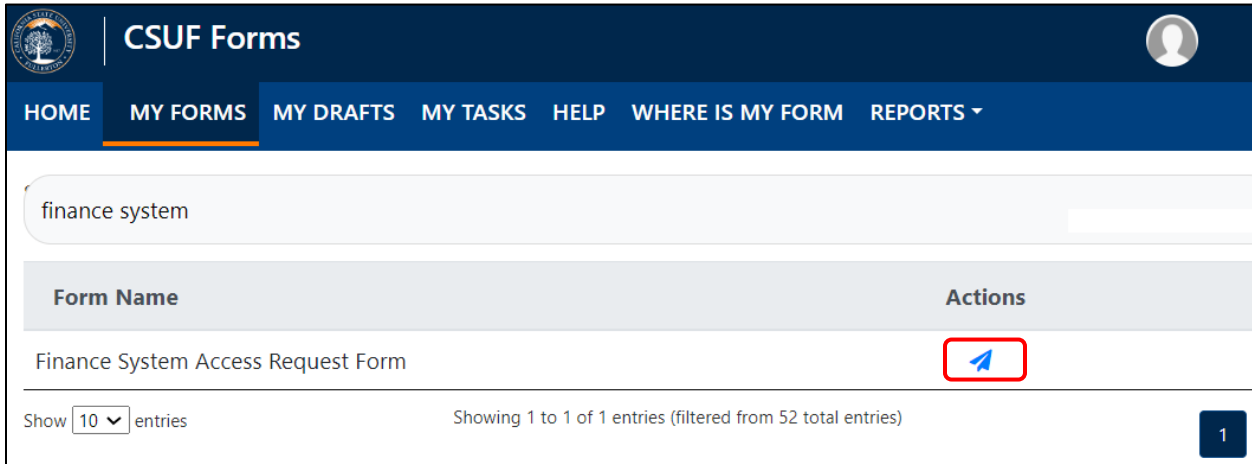 CSUF Forms
HOME MY FORMS MY DRAFTS MY TASKS HELP WHERE IS MY FORM REPORTS
finance system
Form Name Actions
Finance System Access Request Form
Show 10 entries Showing 1 to 1 of 1 entries (filtered from 52 total entries) 1